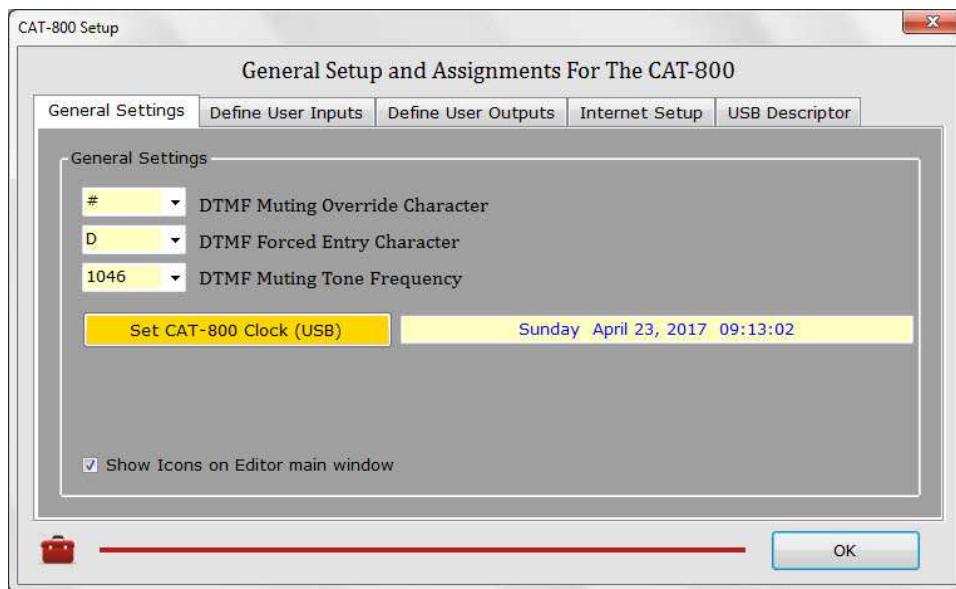 CAT-800 Setup
General Setup and Assignments For The CAT-800
General Settings Define User Inputs Define User Outputs Internet Setup USB Descriptor
General Settings
# DTMF Muting Override Character
D DTMF Forced Entry Character
1046 DTMF Muting Tone Frequency
Set CAT-800 Clock (USB) Sunday April 23, 2017 09:13:02
Show Icons on Editor main window
OK